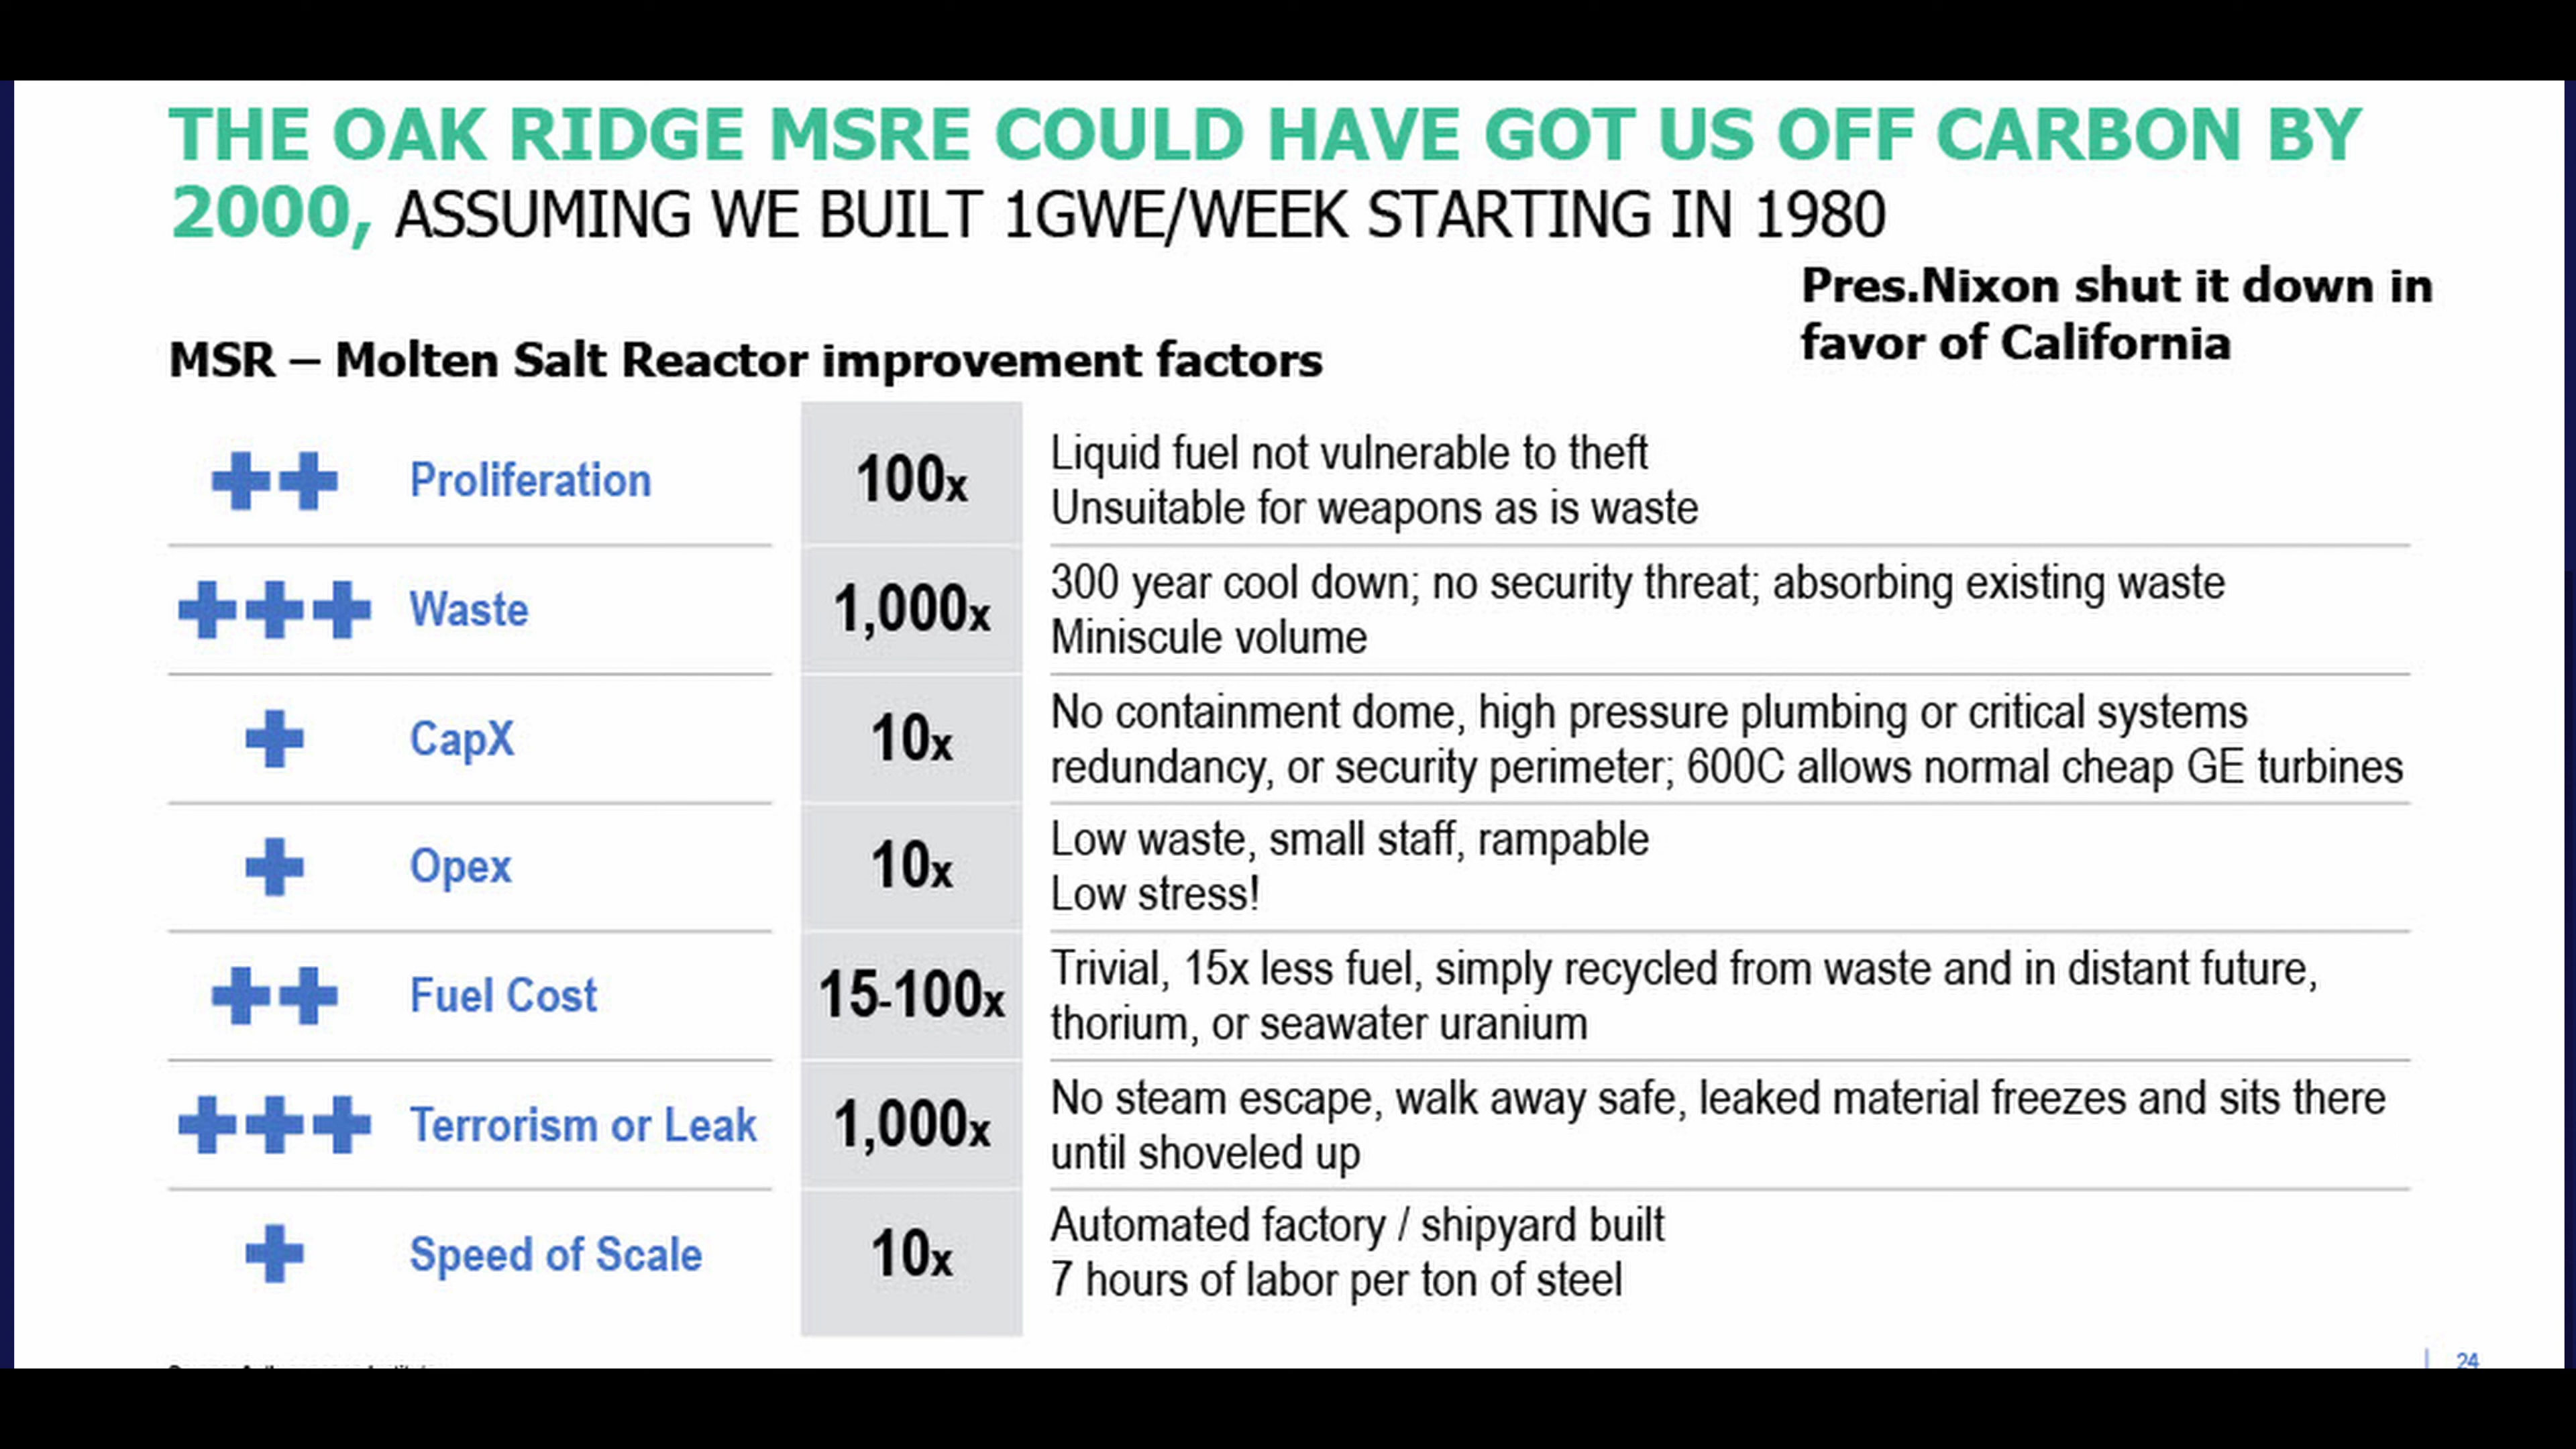 THE OAK RIDGE MSRE COULD HAVE GOT US OFF CARBON BY
2000, ASSUMING WE BUILT 1GWE/WEEK STARTING IN 1980
Pres.Nixon shut it down in
favor of California
MSR – Molten Salt Reactor improvement factors
Proliferation
100x
Liquid fuel not vulnerable to theft
Unsuitable for weapons as is waste
Waste
1,000x
300 year cool down; no security threat; absorbing existing waste
Miniscule volume
CapX
10x
No containment dome, high pressure plumbing or critical systems
redundancy, or security perimeter; 600C allows normal cheap GE turbines
Opex
10x
Low waste, small staff, rampable
Low stress!
Fuel Cost
15-100x
Trivial, 15x less fuel, simply recycled from waste and in distant future,
thorium, or seawater uranium
Terrorism or Leak
1,000x
No steam escape, walk away safe, leaked material freezes and sits there
until shoveled up
Speed of Scale
10x
Automated factory / shipyard built
7 hours of labor per ton of steel
24